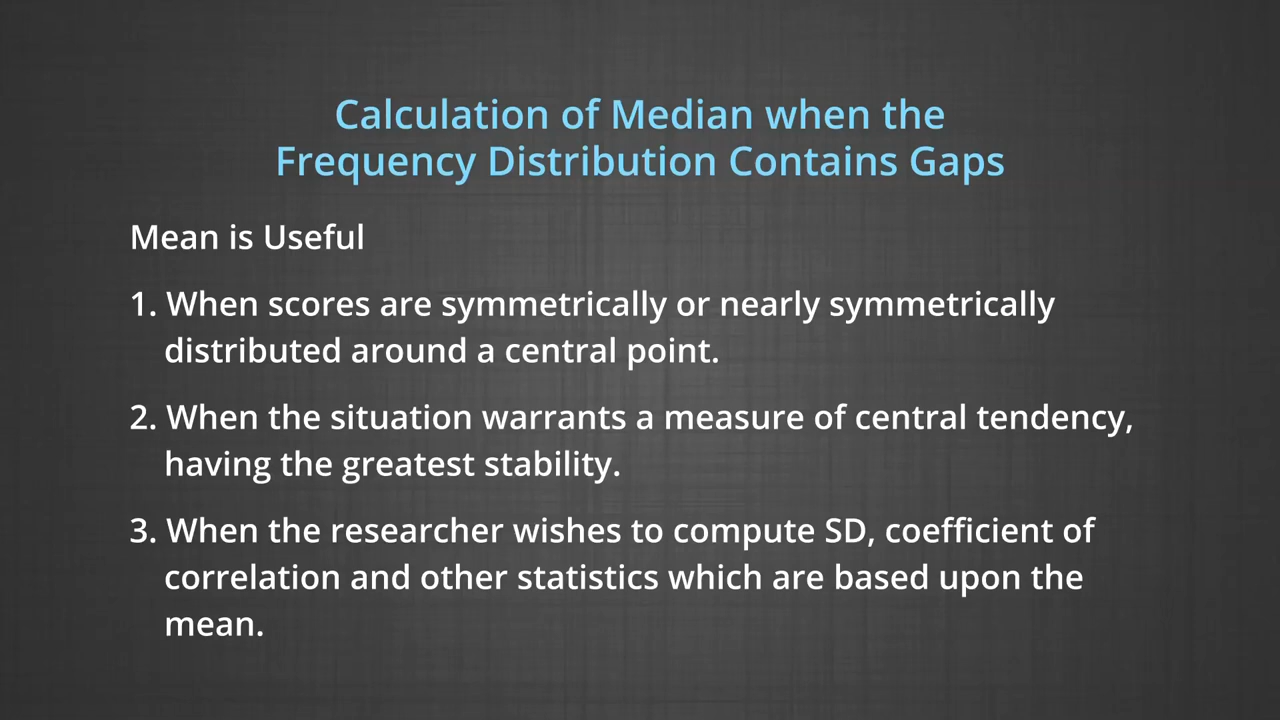 Calculation of Median when the
Frequency Distribution Contains Gaps
Mean is Useful
1. When scores are symmetrically or nearly symmetrically
distributed around a central point.
2. When the situation warrants a measure of central tendency,
having the greatest stability.
3. When the researcher wishes to compute SD, coefficient of
correlation and other statistics which are based upon the
mean.